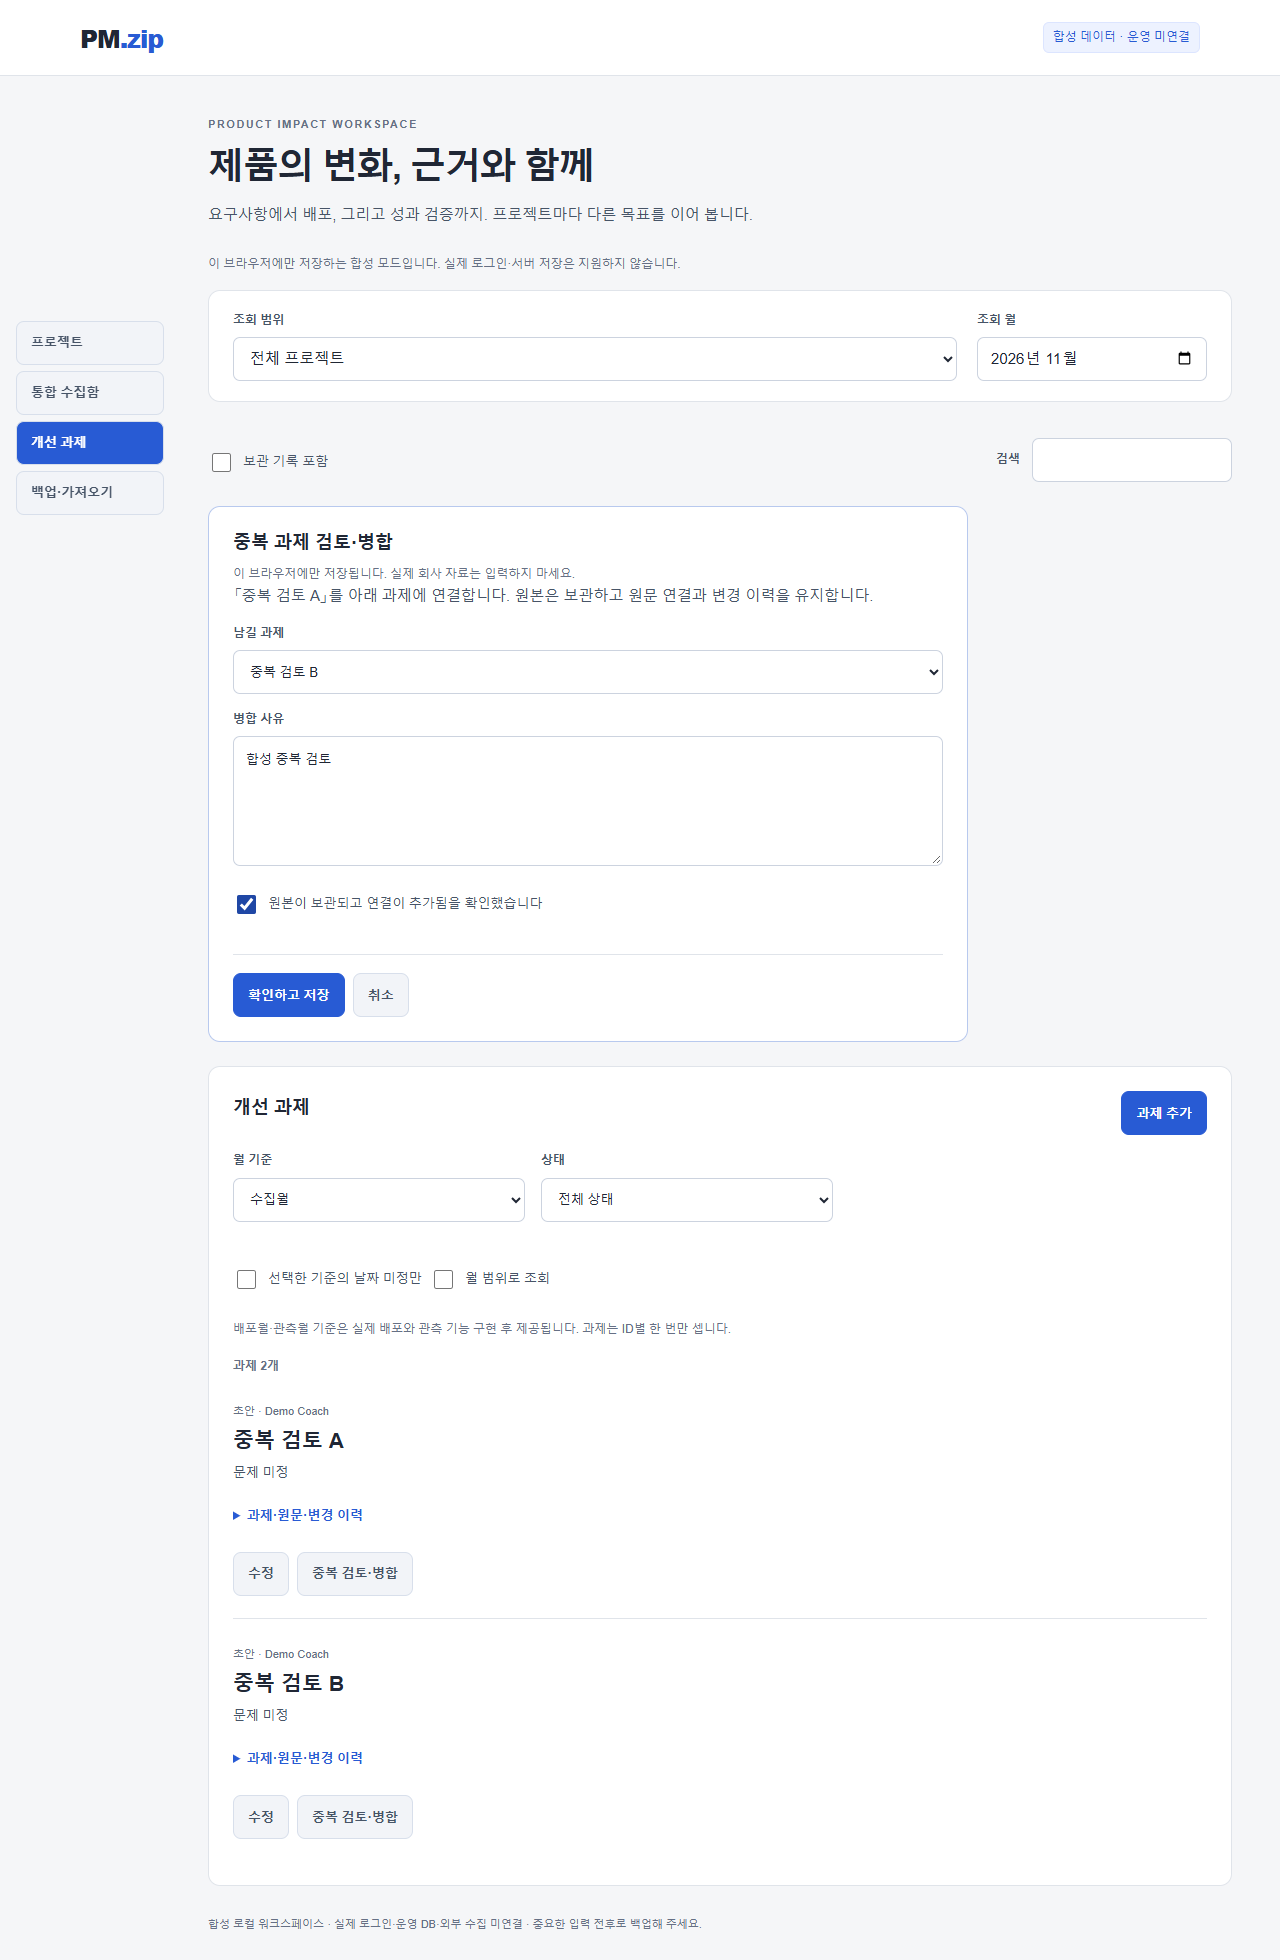 PM.zip
합성 데이터 · 운영 미연결
PRODUCT IMPACT WORKSPACE
제품의 변화, 근거와 함께
요구사항에서 배포, 그리고 성과 검증까지. 프로젝트마다 다른 목표를 이어 봅니다.
이 브라우저에만 저장하는 합성 모드입니다. 실제 로그인·서버 저장은 지원하지 않습니다.
프로젝트
통합 수집함
개선 과제
백업·가져오기
조회 범위
조회 월
전체 프로젝트
2026년 11월
보관 기록 포함
검색
중복 과제 검토·병합
이 브라우저에만 저장됩니다. 실제 회사 자료는 입력하지 마세요.
「중복 검토 A」를 아래 과제에 연결합니다. 원본은 보관하고 원문 연결과 변경 이력을 유지합니다.
남길 과제
중복 검토 B
병합 사유
합성 중복 검토
원본이 보관되고 연결이 추가됨을 확인했습니다
확인하고 저장
취소
개선 과제
과제 추가
월 기준
상태
수집월
전체 상태
선택한 기준의 날짜 미정만
월 범위로 조회
배포월·관측월 기준은 실제 배포와 관측 기능 구현 후 제공됩니다. 과제는 ID별 한 번만 셉니다.
과제 2개
초안 · Demo Coach
중복 검토 A
문제 미정
과제·원문·변경 이력
수정
중복 검토·병합
초안 · Demo Coach
중복 검토 B
문제 미정
과제·원문·변경 이력
수정
중복 검토·병합
합성 로컬 워크스페이스 · 실제 로그인·운영 DB·외부 수집 미연결 · 중요한 입력 전후로 백업해 주세요.